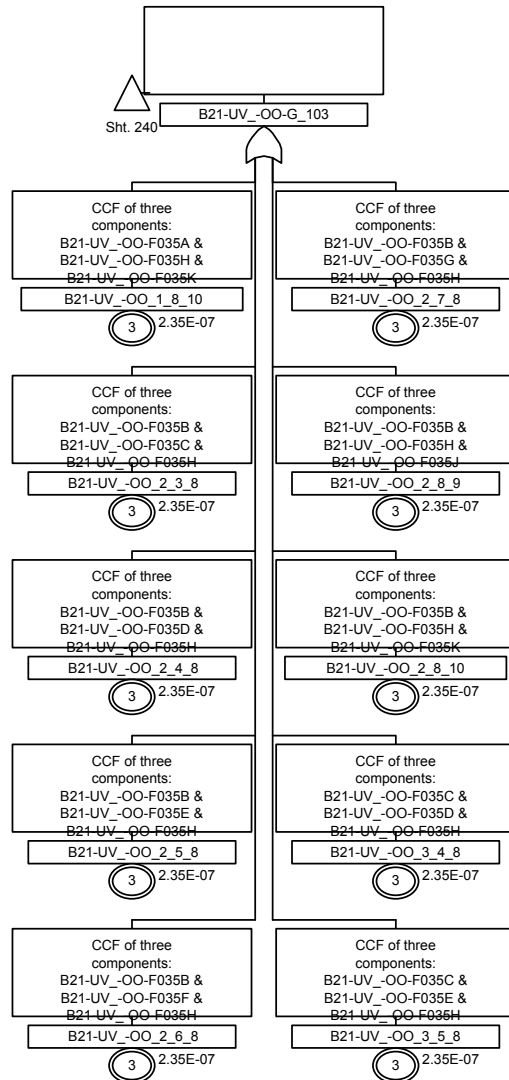 Sht. 240
B21-UV_-OO-G_103
CCF of three
components:
B21-UV_-OO-F035A &
B21-UV_-OO-F035H &
B21-UV_-OO-F035K
B21-UV_-OO_1_8_10
3
2.35E-07
CCF of three
components:
B21-UV_-OO-F035B &
B21-UV_-OO-F035G &
B21-UV_-OO-F035H
B21-UV_-OO_2_7_8
3
2.35E-07
CCF of three
components:
B21-UV_-OO-F035B &
B21-UV_-OO-F035C &
B21-UV_-OO-F035H
B21-UV_-OO_2_3_8
3
2.35E-07
CCF of three
components:
B21-UV_-OO-F035B &
B21-UV_-OO-F035H &
B21-UV_-OO-F035J
B21-UV_-OO_2_8_9
3
2.35E-07
CCF of three
components:
B21-UV_-OO-F035B &
B21-UV_-OO-F035D &
B21-UV_-OO-F035H
B21-UV_-OO_2_4_8
3
2.35E-07
CCF of three
components:
B21-UV_-OO-F035B &
B21-UV_-OO-F035H &
B21-UV_-OO-F035K
B21-UV_-OO_2_8_10
3
2.35E-07
CCF of three
components:
B21-UV_-OO-F035B &
B21-UV_-OO-F035E &
B21-UV_-OO-F035H
B21-UV_-OO_2_5_8
3
2.35E-07
CCF of three
components:
B21-UV_-OO-F035C &
B21-UV_-OO-F035D &
B21-UV_-OO-F035H
B21-UV_-OO_3_4_8
3
2.35E-07
CCF of three
components:
B21-UV_-OO-F035B &
B21-UV_-OO-F035F &
B21-UV_-OO-F035H
B21-UV_-OO_2_6_8
3
2.35E-07
CCF of three
components:
B21-UV_-OO-F035C &
B21-UV_-OO-F035E &
B21-UV_-OO-F035H
B21-UV_-OO_3_5_8
3
2.35E-07